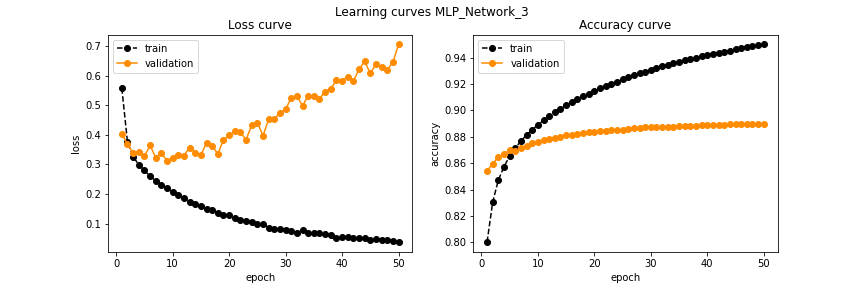 Learning curves MLP_Network_3
Loss curve
train
validation
0.7
0.6
0.5
0.4
0.3
0.2
0.1
loss
0 10 20 30 40 50
epoch
Accuracy curve
train
validation
0.94
0.92
0.90
0.88
0.86
0.84
0.82
0.80
accuracy
0 10 20 30 40 50
epoch